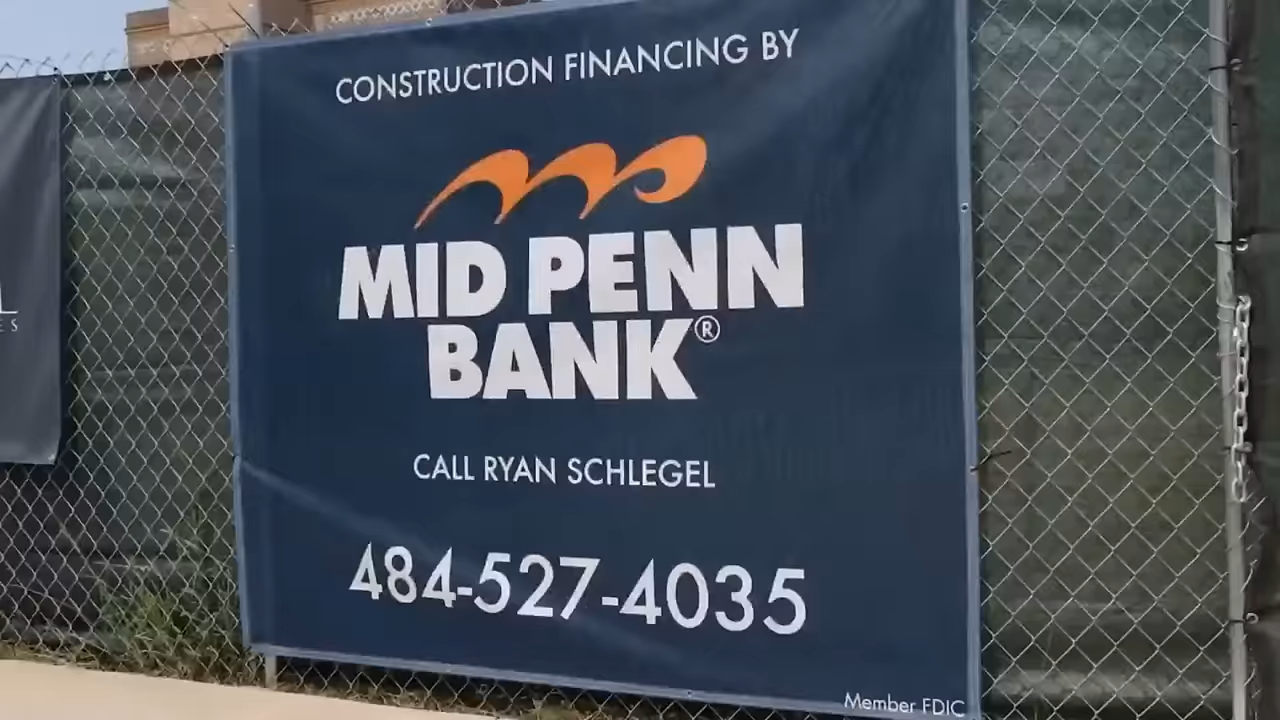 CONSTRUCTION FINANCING BY
MID PENN
BANK®
CALL RYAN SCHLEGEL
484-527-4035
Member FDIC